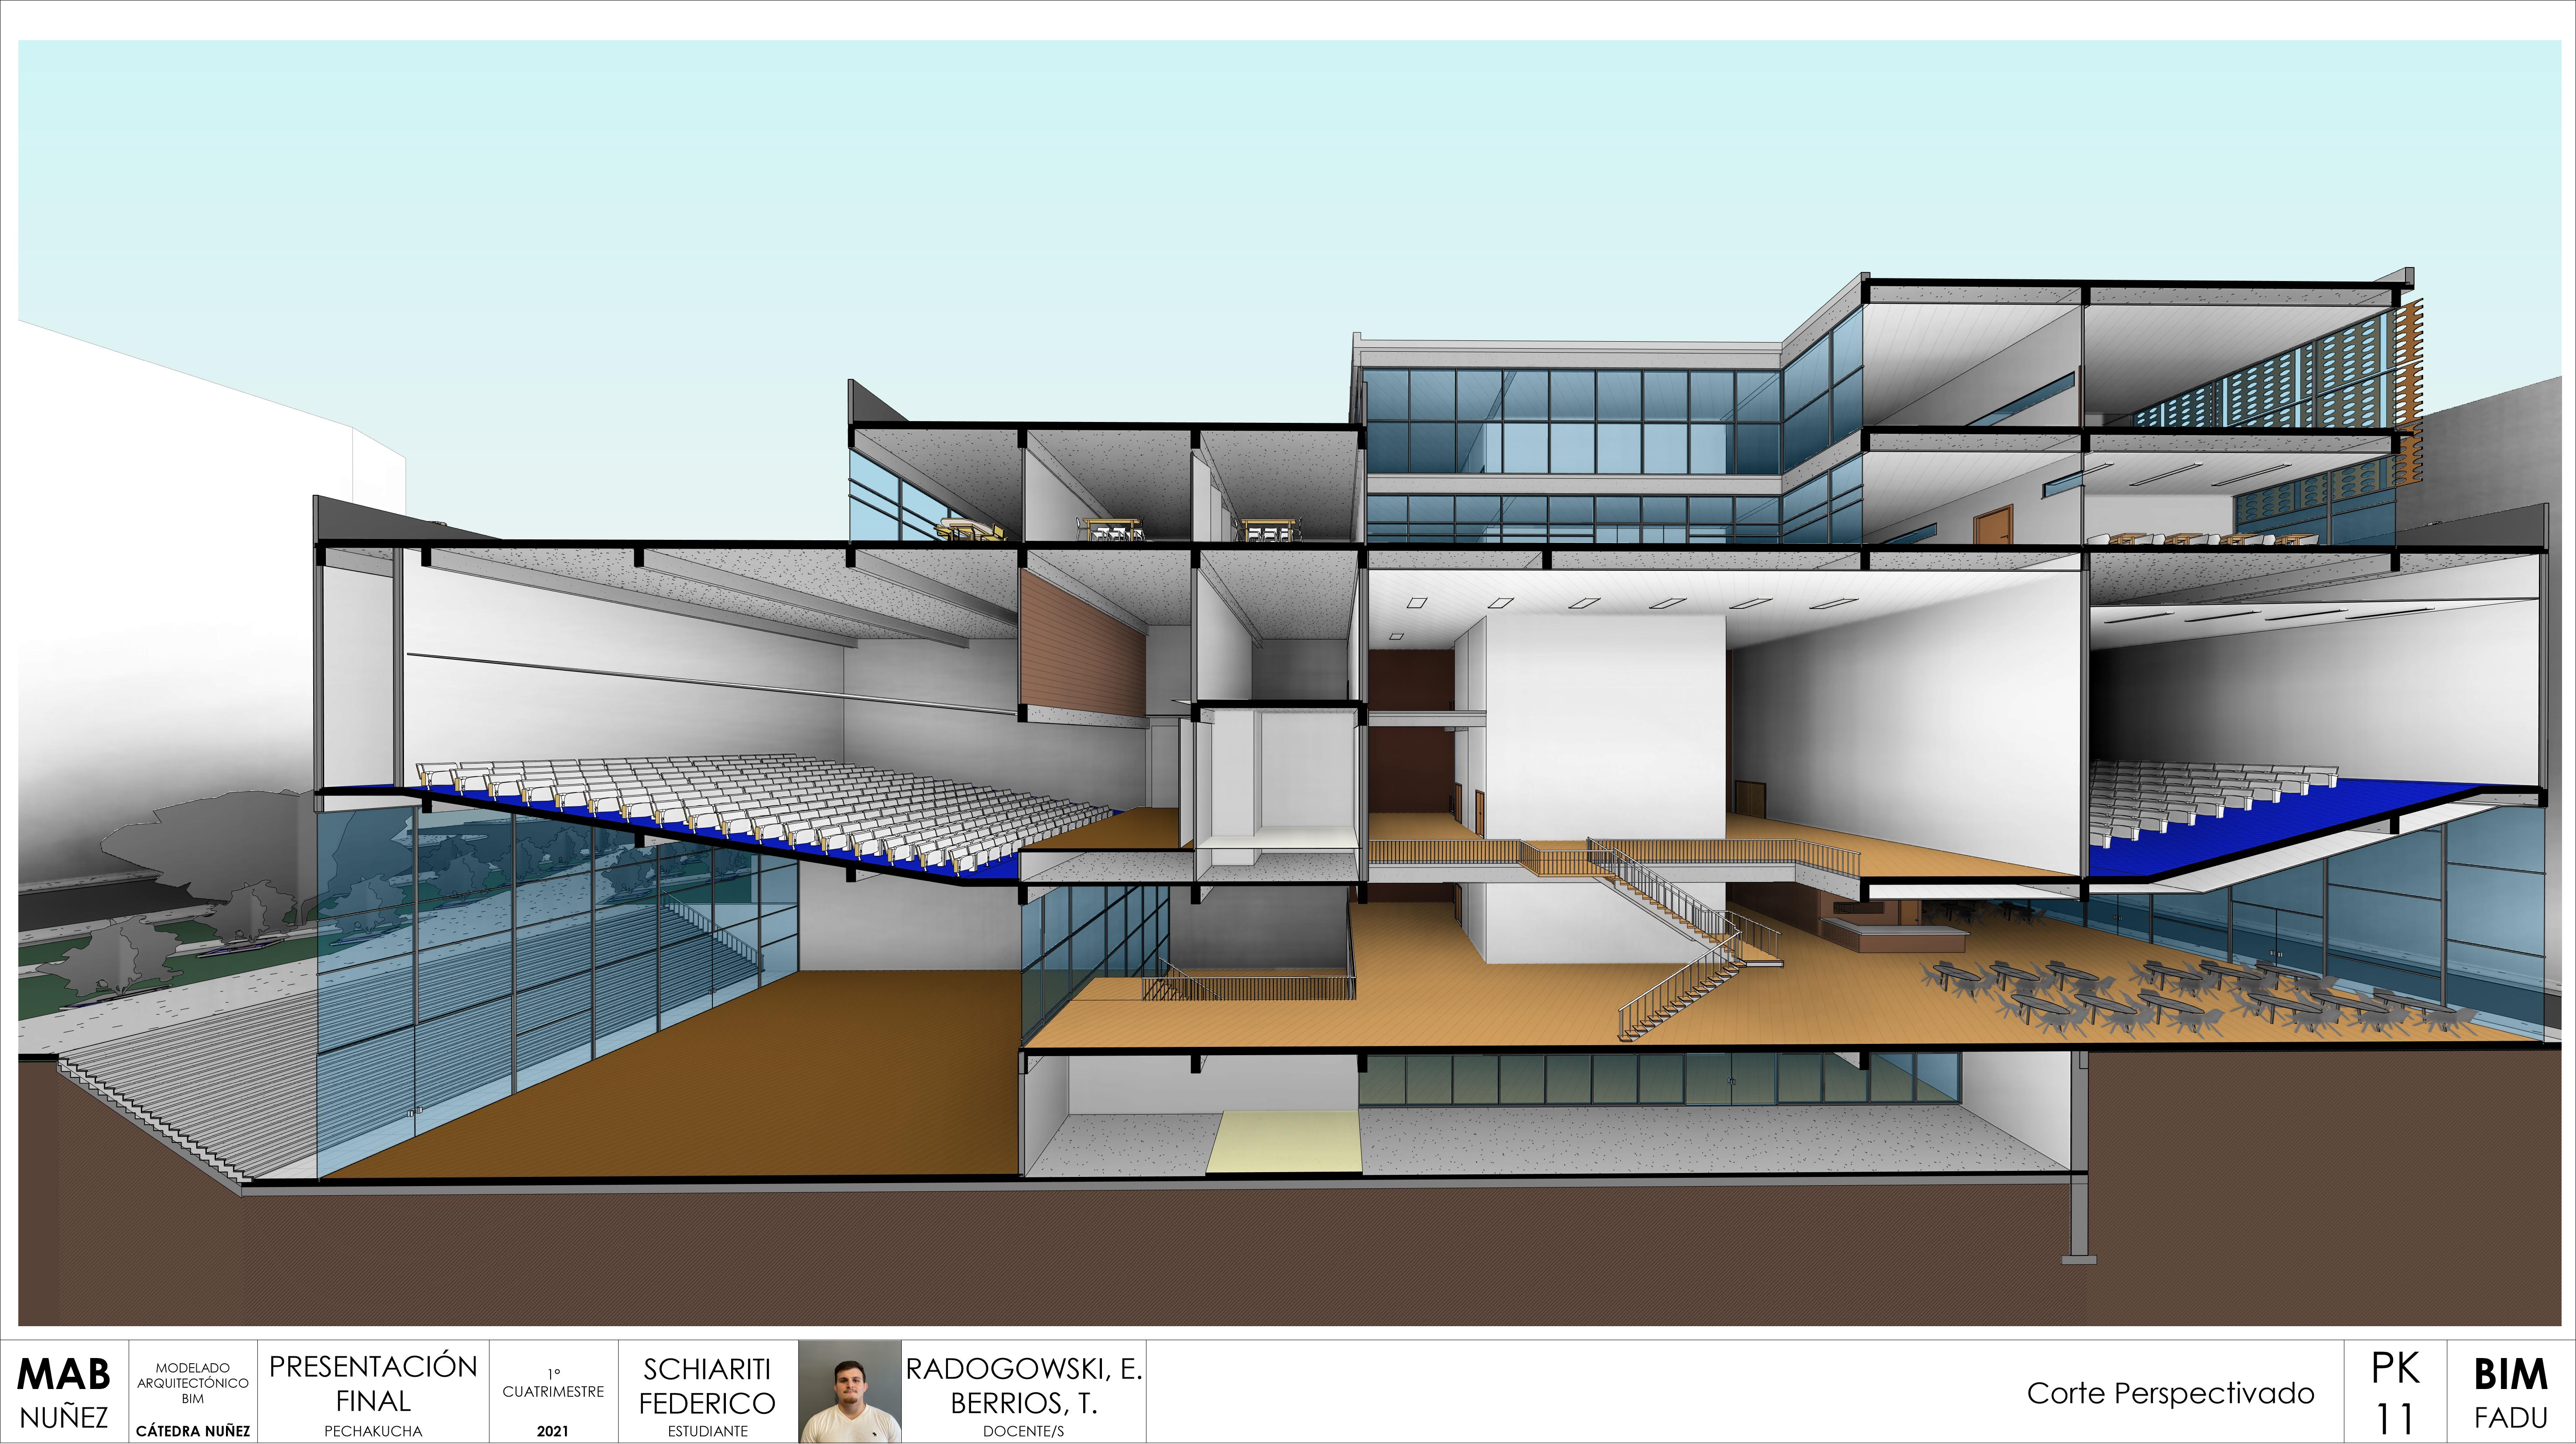 MAB
NUÑEZ
MODELADO
ARQUITECTÓNICO
BIM
CÁTEDRA NUÑEZ
PRESENTACIÓN
FINAL
PECHAKUCHA
1°
CUATRIMESTRE
2021
SCHIARITI
FEDERICO
ESTUDIANTE
RADOGOWSKI, E.
BERRIOS, T.
DOCENTE/S
Corte Perspectivado
PK
11
BIM
FADU